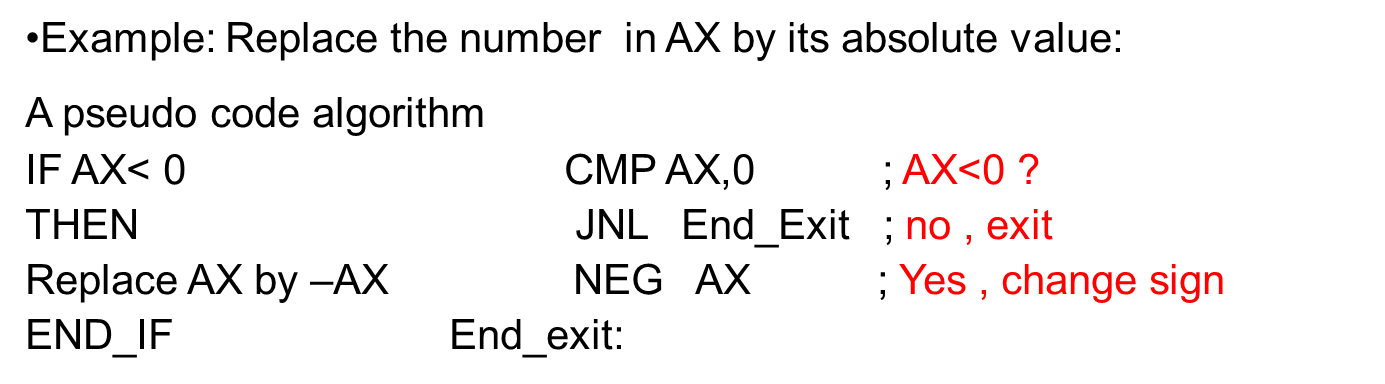 •Example: Replace the number in AX by its absolute value:
A pseudo code algorithm
IF AX< 0 CMP AX,0 ; AX<0 ?
THEN JNL End_Exit ; no , exit
Replace AX by –AX NEG AX ; Yes , change sign
END_IF End_exit: